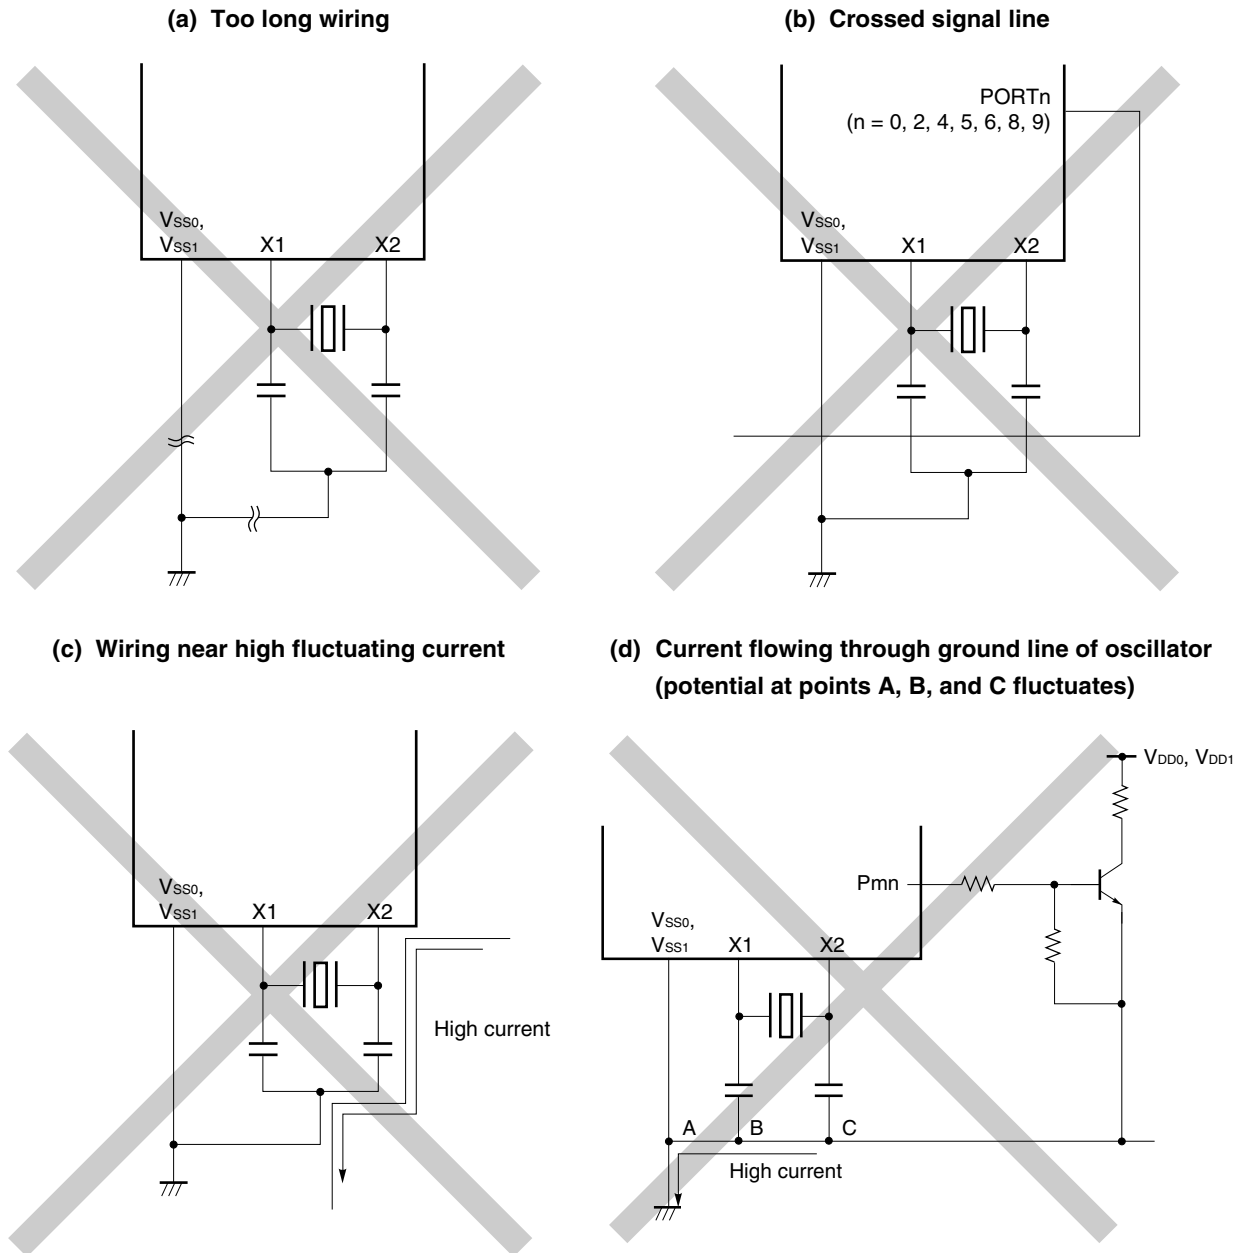 (a) Too long wiring
VSS0,
VSS1
X1
X2
(b) Crossed signal line
PORTn
(n = 0, 2, 4, 5, 6, 8, 9)
VSS0,
VSS1
X1
X2
(c) Wiring near high fluctuating current
VSS0,
VSS1
X1
X2
High current
(d) Current flowing through ground line of oscillator
(potential at points A, B, and C fluctuates)
VDD0, VDD1
Pmn
VSS0,
VSS1
X1
X2
A
B
C
High current